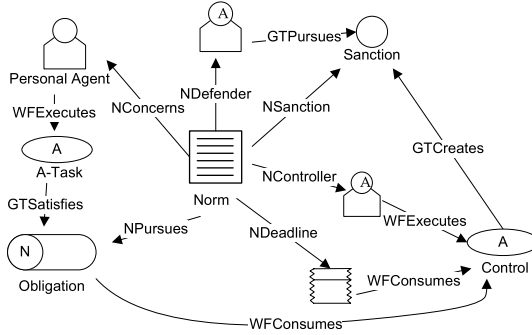 A
GTPursues
Sanction
Personal Agent
NDefender
NConcerns
NSanction
WFExecutes
A
A-Task
GTCreates
NController
A
GTSatisfies
Norm
WFExecutes
NPursues
NDeadline
N
A
Control
WFConsumes
Obligation
WFConsumes